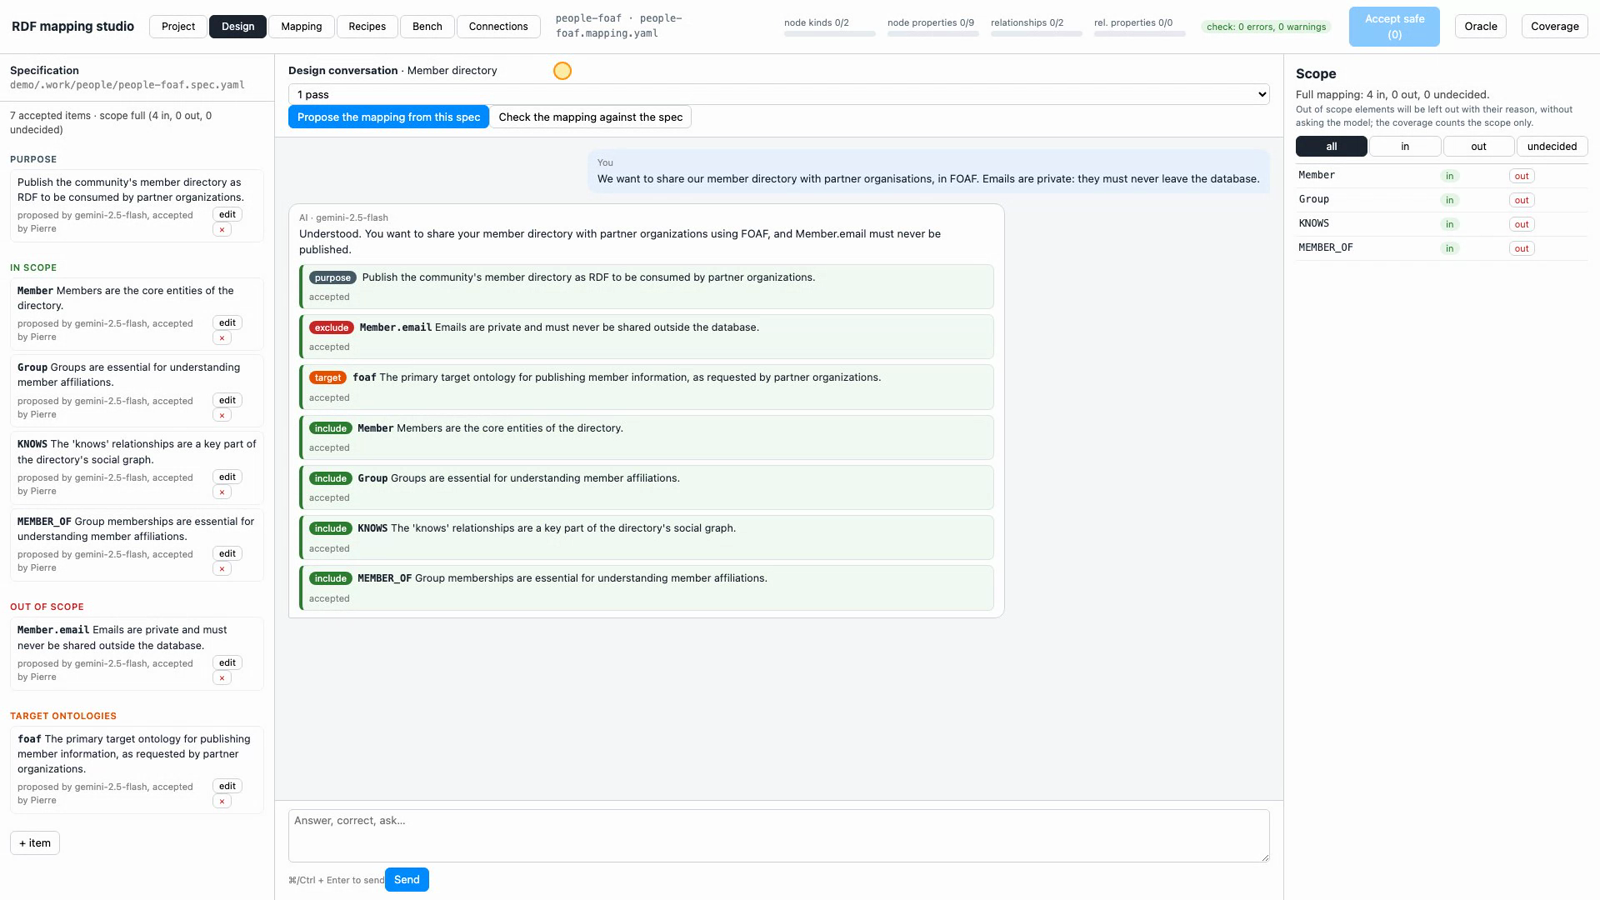 RDF mapping studio
Project
Design
Mapping
Recipes
Bench
Connections
people-foaf · people-
foaf.mapping.yaml
node kinds 0/2
node properties 0/9
relationships 0/2
rel. properties 0/0
check: 0 errors, 0 warnings
Accept safe
(0)
Oracle
Coverage
Specification
demo/.work/people/people-foaf.spec.yaml
7 accepted items · scope full (4 in, 0 out, 0
undecided)
PURPOSE
Publish the community's member directory as
RDF to be consumed by partner organizations.
proposed by gemini-2.5-flash, accepted
by Pierre
edit
×
IN SCOPE
Member Members are the core entities of the
directory.
proposed by gemini-2.5-flash, accepted
by Pierre
edit
×
Group Groups are essential for understanding
member affiliations.
proposed by gemini-2.5-flash, accepted
by Pierre
edit
×
KNOWS The 'knows' relationships are a key part of
the directory's social graph.
proposed by gemini-2.5-flash, accepted
by Pierre
edit
×
MEMBER_OF Group memberships are essential for
understanding member affiliations.
proposed by gemini-2.5-flash, accepted
by Pierre
edit
×
OUT OF SCOPE
Member.email Emails are private and must
never be shared outside the database.
proposed by gemini-2.5-flash, accepted
by Pierre
edit
×
TARGET ONTOLOGIES
foaf The primary target ontology for publishing
member information, as requested by partner
organizations.
proposed by gemini-2.5-flash, accepted
by Pierre
edit
×
+ item
Design conversation · Member directory
1 pass
Propose the mapping from this spec
Check the mapping against the spec
You
We want to share our member directory with partner organisations, in FOAF. Emails are private: they must never leave the database.
AI · gemini-2.5-flash
Understood. You want to share your member directory with partner organizations using FOAF, and Member.email must never be
published.
purpose Publish the community's member directory as RDF to be consumed by partner organizations.
accepted
exclude Member.email Emails are private and must never be shared outside the database.
accepted
target foaf The primary target ontology for publishing member information, as requested by partner organizations.
accepted
include Member Members are the core entities of the directory.
accepted
include Group Groups are essential for understanding member affiliations.
accepted
include KNOWS The 'knows' relationships are a key part of the directory's social graph.
accepted
include MEMBER_OF Group memberships are essential for understanding member affiliations.
accepted
Answer, correct, ask...
⌘/Ctrl + Enter to send
Send
Scope
Full mapping: 4 in, 0 out, 0 undecided.
Out of scope elements will be left out with their reason, without
asking the model; the coverage counts the scope only.
all
in
out
undecided
Member in out
Group in out
KNOWS in out
MEMBER_OF in out